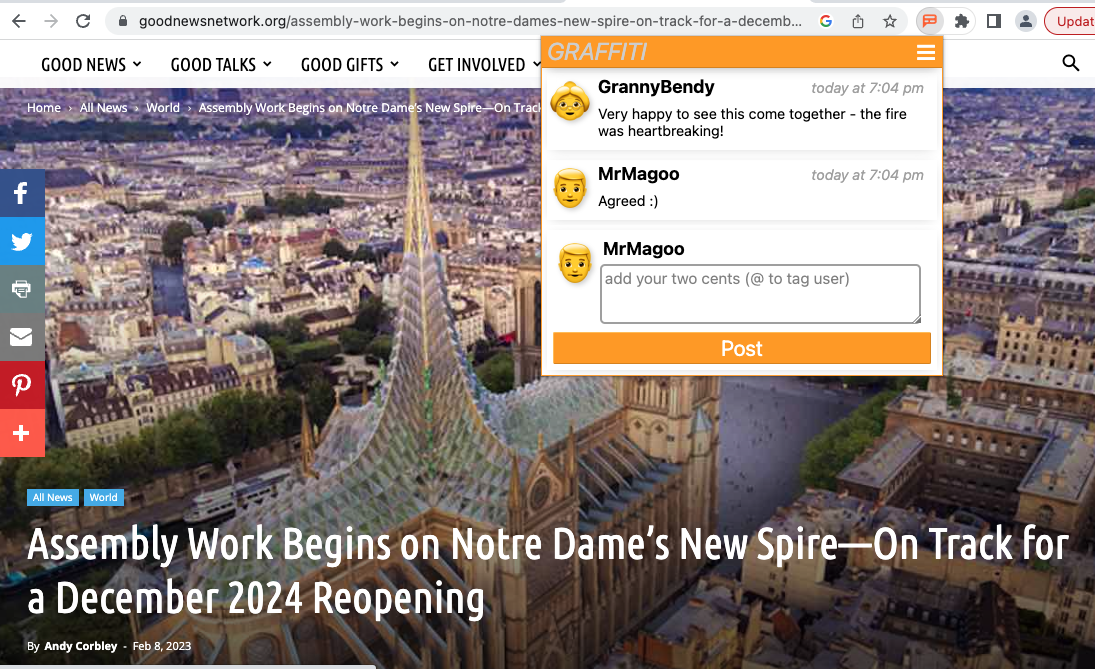 goodnewsnetwork.org/assembly-work-begins-on-notre-dames-new-spire-on-track-for-a-decemb...
Updat
GOOD NEWS
GOOD TALKS
GOOD GIFTS
GET INVOLVED
Home › All News › World › Assembly Work Begins on Notre Dame's New Spire—On Track
GRAFFITI
GrannyBendy
today at 7:04 pm
Very happy to see this come together - the fire
was heartbreaking!
MrMagoo
today at 7:04 pm
Agreed :)
MrMagoo
add your two cents (@ to tag user)
Post
All News
World
Assembly Work Begins on Notre Dame's New Spire—On Track for
a December 2024 Reopening
By Andy Corbley - Feb 8, 2023